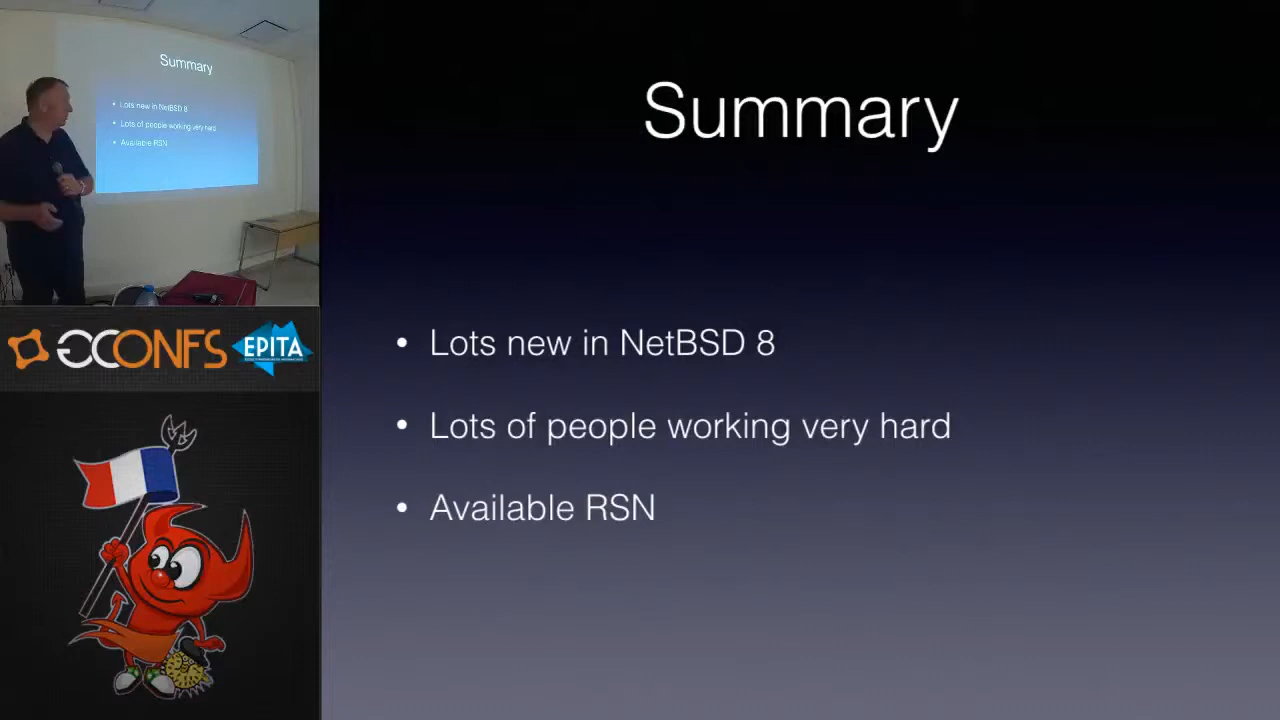 Summary
• Lots new in NetBSD 8
• Lots of people working very hard
• Available RSN
GCONFS
EPITA
Summary
• Lots new in NetBSD 8
• Lots of people working very hard
• Available RSN